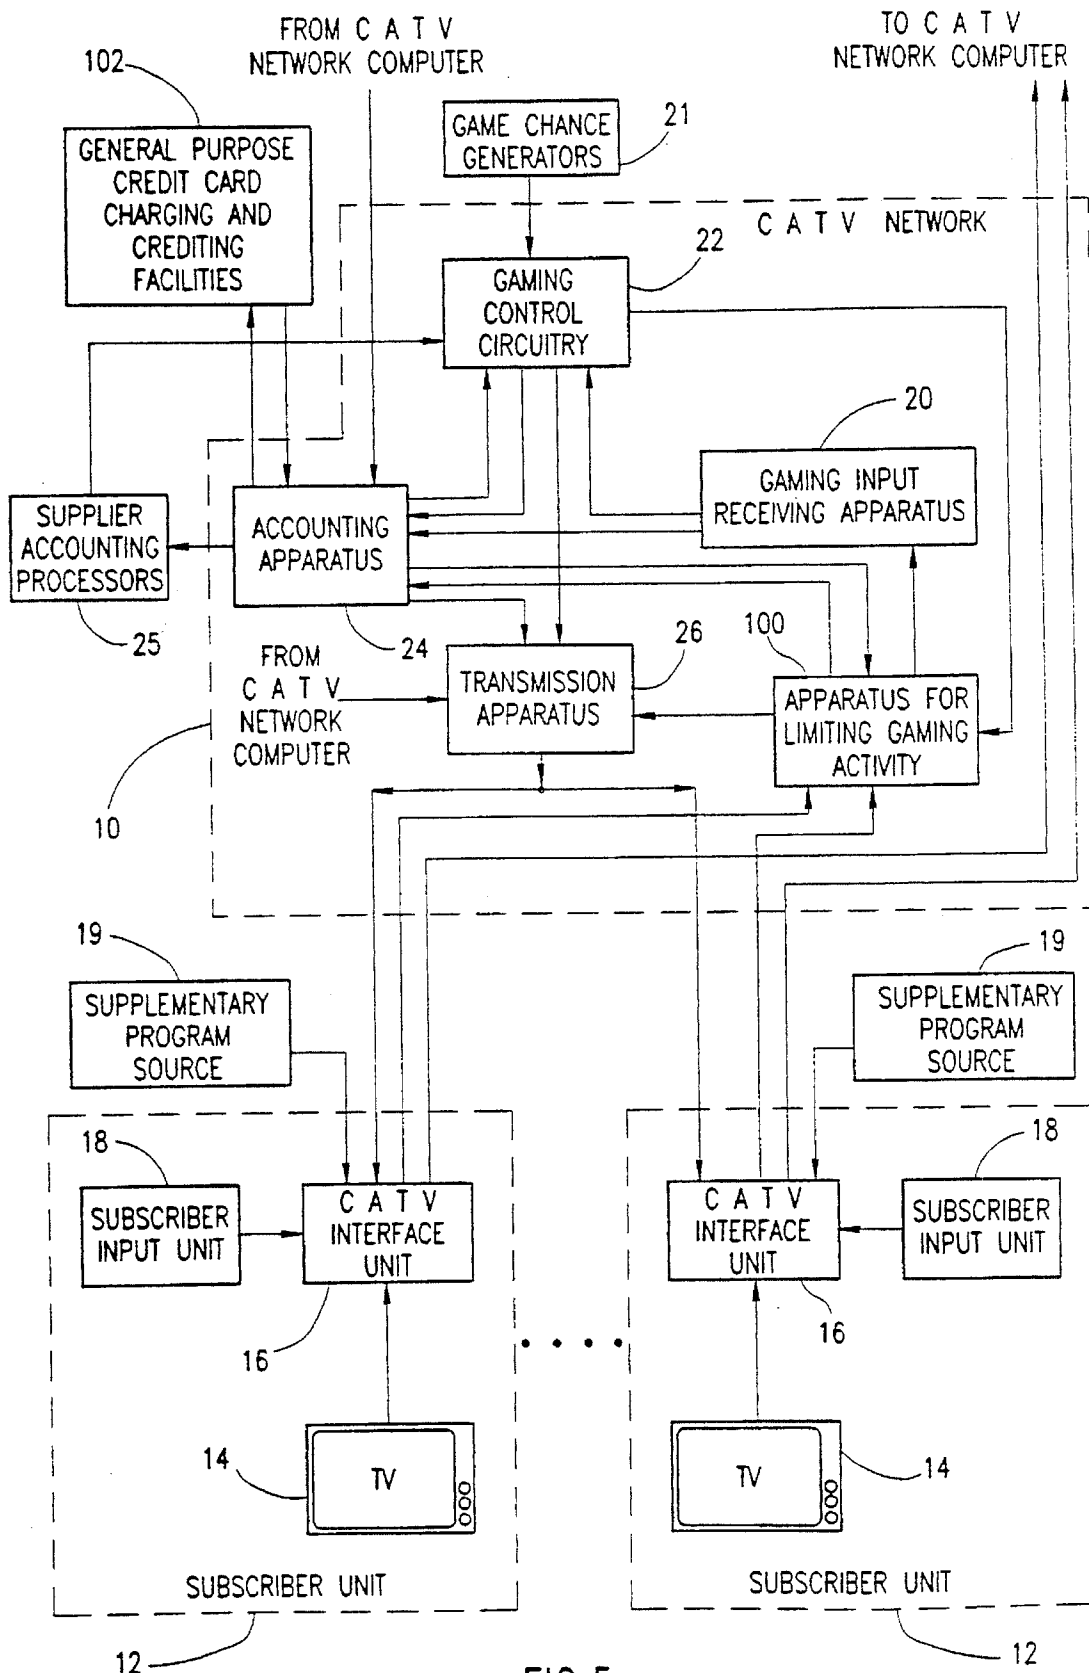 FROM C A T V
NETWORK COMPUTER
TO C A T V
NETWORK COMPUTER
102
GENERAL PURPOSE
CREDIT CARD
CHARGING AND
CREDITING
FACILITIES
GAME CHANCE
GENERATORS
21
C A T V NETWORK
22
GAMING
CONTROL
CIRCUITRY
20
GAMING INPUT
RECEIVING APPARATUS
SUPPLIER
ACCOUNTING
PROCESSORS
25
ACCOUNTING
APPARATUS
24
FROM
C A T V
NETWORK
COMPUTER
26
TRANSMISSION
APPARATUS
100
APPARATUS FOR
LIMITING GAMING
ACTIVITY
10
19
SUPPLEMENTARY
PROGRAM
SOURCE
19
SUPPLEMENTARY
PROGRAM
SOURCE
18
SUBSCRIBER
INPUT UNIT
C A T V
INTERFACE
UNIT
16
C A T V
INTERFACE
UNIT
16
18
SUBSCRIBER
INPUT UNIT
14
TV
TV
14
SUBSCRIBER UNIT
SUBSCRIBER UNIT
12
12